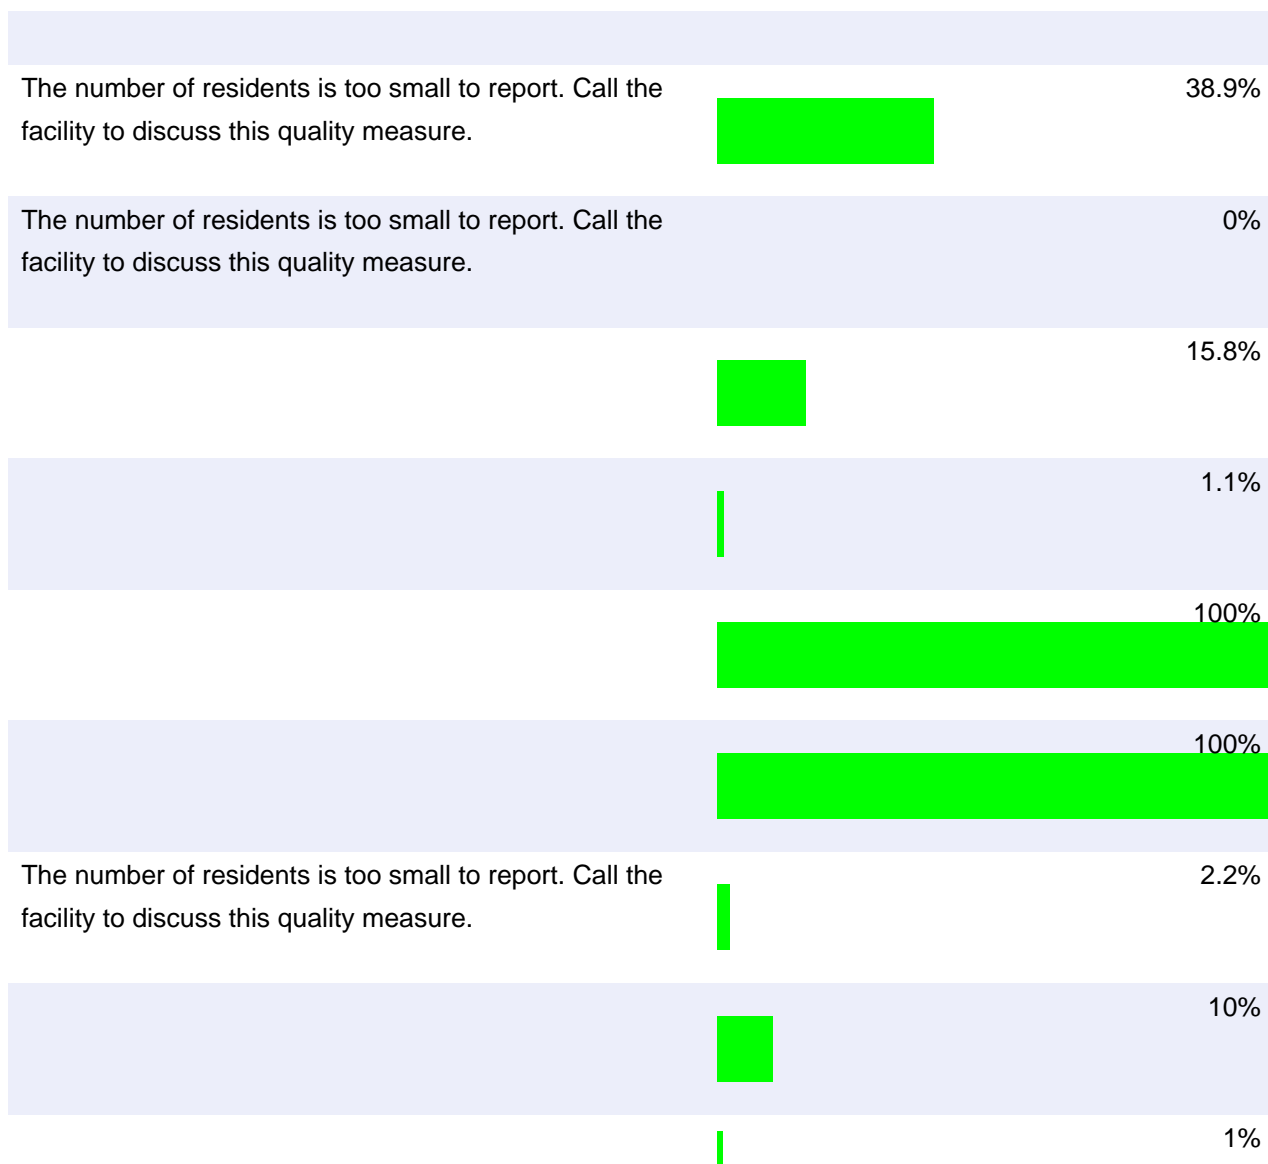 The number of residents is too small to report. Call the
facility to discuss this quality measure.
38.9%
The number of residents is too small to report. Call the
facility to discuss this quality measure.
0%
15.8%
1.1%
100%
100%
The number of residents is too small to report. Call the
facility to discuss this quality measure.
2.2%
10%
1%